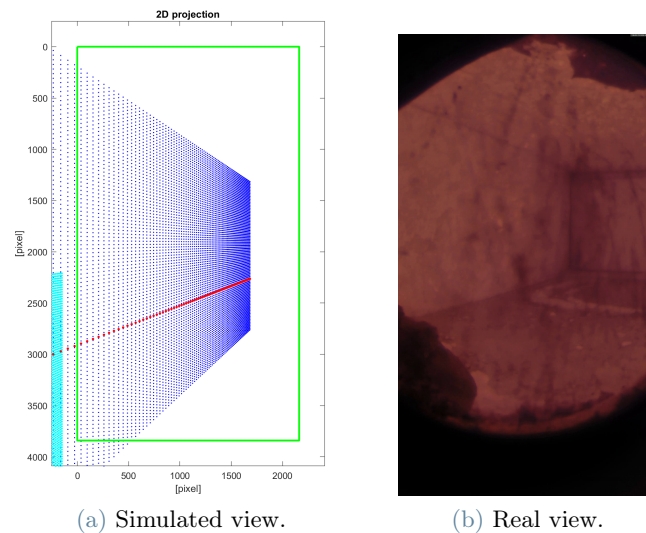 2D projection
0
500
1000
1500
2000
2500
3000
3500
4000
[pixel]
0 500 1000 1500 2000
[pixel]
(a) Simulated view.
(b) Real view.